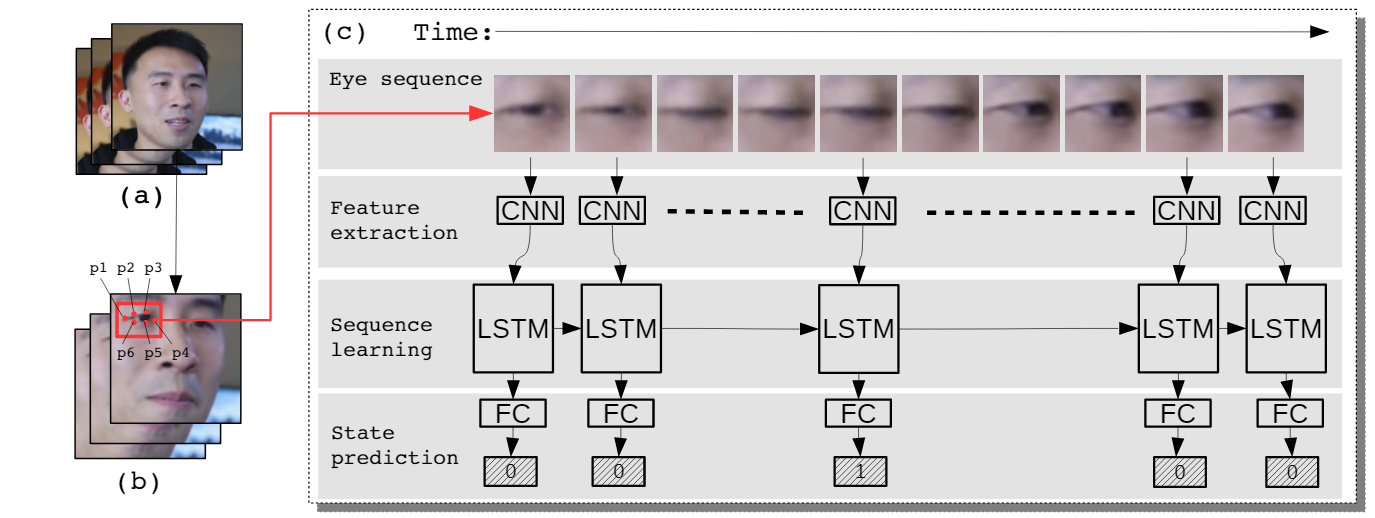 (a)
p1 p2 p3
p6 p5 p4
(b)
(c) Time:
Eye sequence
Feature
extraction
CNN CNN CNN CNN CNN
Sequence
learning
LSTM LSTM LSTM LSTM LSTM
State
prediction
FC FC FC FC FC
0 0 1 0 0